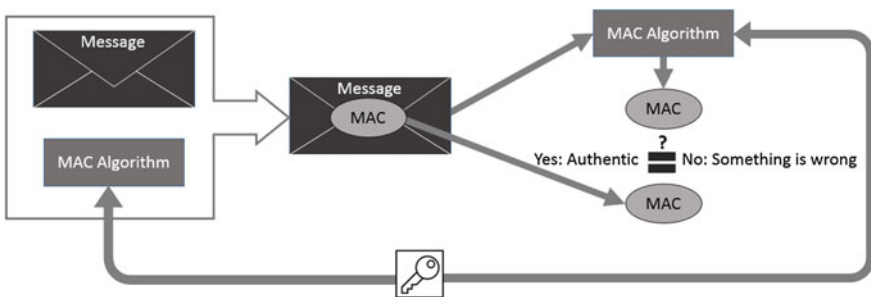 Message
MAC Algorithm
Message
MAC
MAC Algorithm
MAC
?
Yes: Authentic No: Something is wrong
MAC